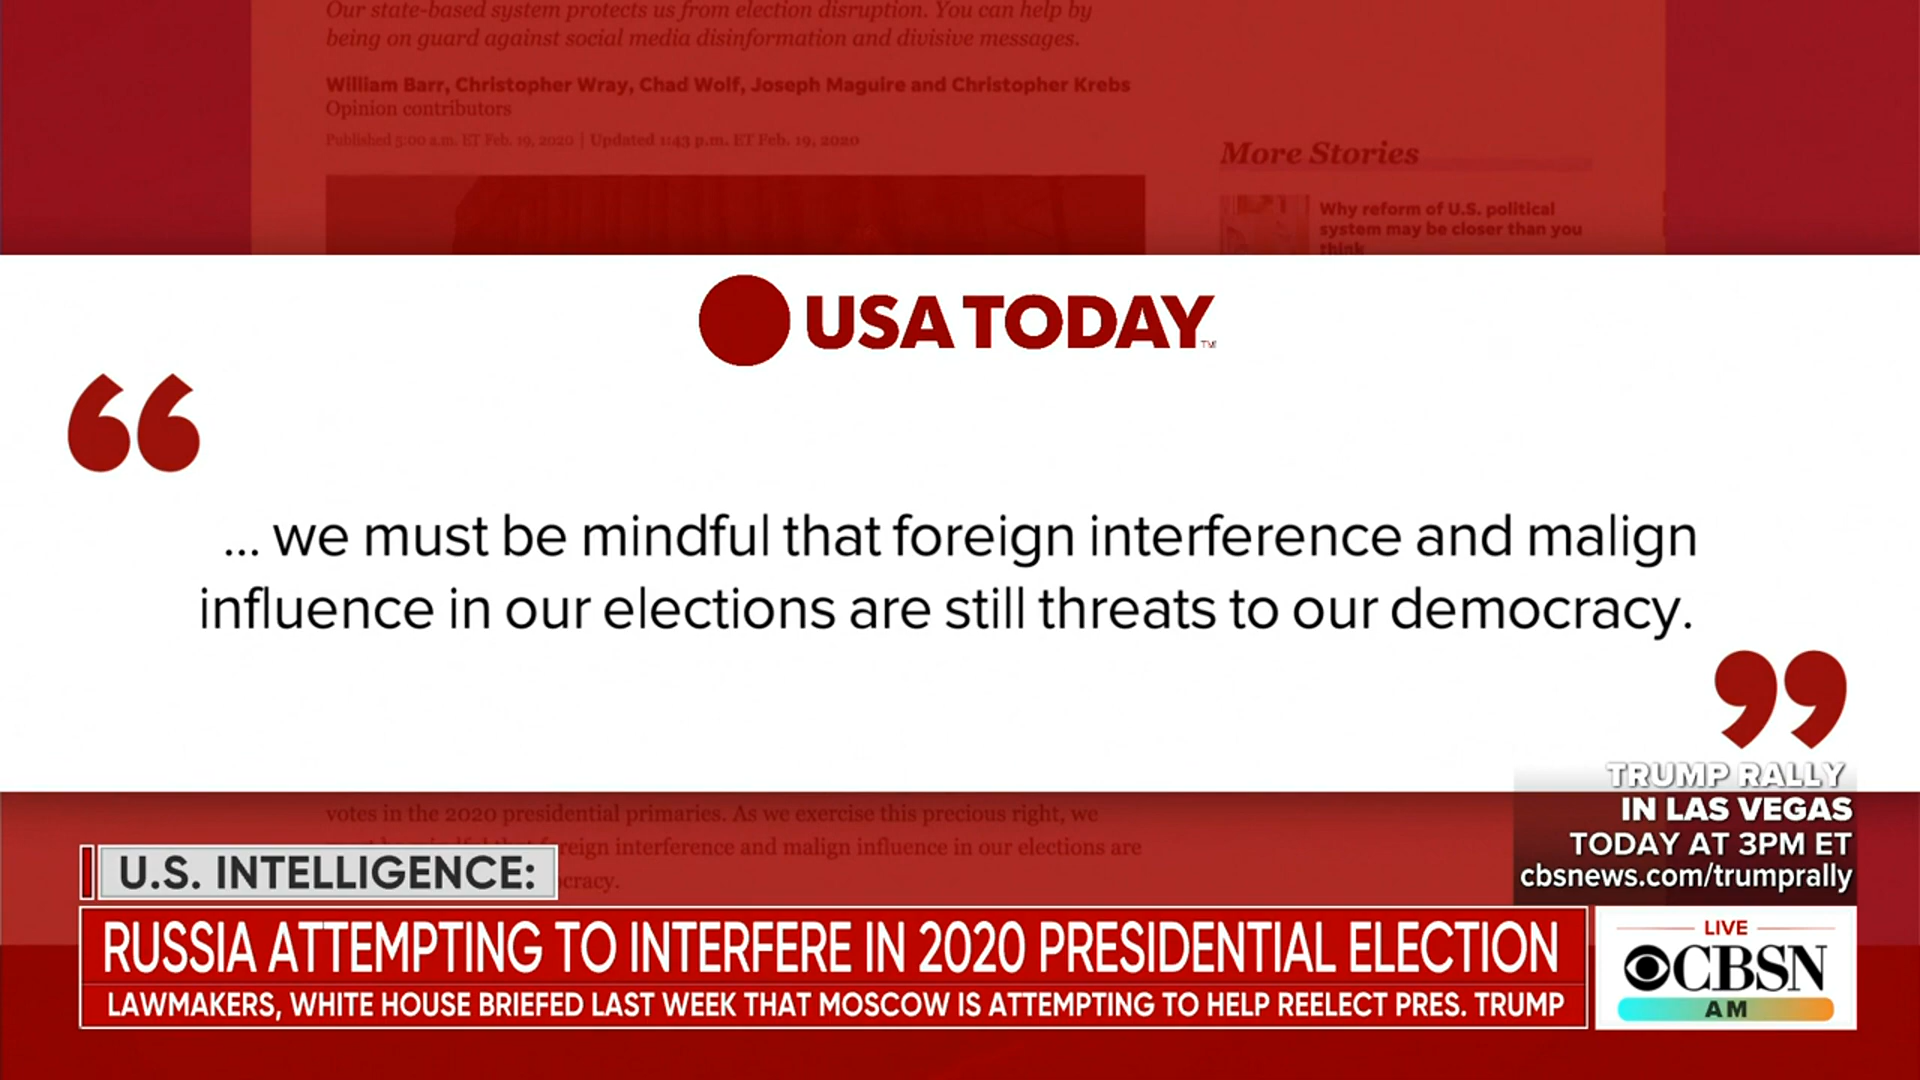 Our state-based system protects us from election disruption. You can help by
being on guard against social media disinformation and divisive messages.
William Barr, Christopher Wray, Chad Wolf, Joseph Maguire and Christopher Krebs
Opinion contributors
Published 5:00 a.m. ET Feb. 19, 2020 | Updated 1:43 p.m. ET Feb. 19, 2020
More Stories
Why reform of U.S. political
system may be closer than you
think
USA TODAY
TM
“
... we must be mindful that foreign interference and malign
influence in our elections are still threats to our democracy.
”
TRUMP RALLY
IN LAS VEGAS
TODAY AT 3PM ET
cbsnews.com/trumprally
votes in the 2020 presidential primaries. As we exercise this precious right, we
interference and malign influence in our elections are
U.S. INTELLIGENCE:
RUSSIA ATTEMPTING TO INTERFERE IN 2020 PRESIDENTIAL ELECTION
LAWMAKERS, WHITE HOUSE BRIEFED LAST WEEK THAT MOSCOW IS ATTEMPTING TO HELP REELECT PRES. TRUMP
LIVE
CBSN
AM